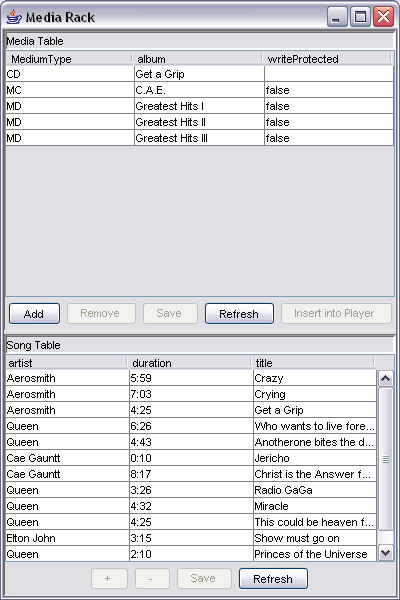 Media Rack
Media Table
MediumType album writeProtected
CD Get a Grip
MC C.A.E. false
MD Greatest Hits I false
MD Greatest Hits II false
MD Greatest Hits III false
Add Remove Save Refresh Insert into Player
Song Table
artist duration title
Aerosmith 5:59 Crazy
Aerosmith 7:03 Crying
Aerosmith 4:25 Get a Grip
Queen 6:26 Who wants to live fore...
Queen 4:43 Anotherone bites the d...
Cae Gauntt 0:10 Jericho
Cae Gauntt 8:17 Christ is the Answer f...
Queen 3:26 Radio GaGa
Queen 4:32 Miracle
Queen 4:25 This could be heaven f...
Elton John 3:15 Show must go on
Queen 2:10 Princes of the Universe
+ - Save Refresh